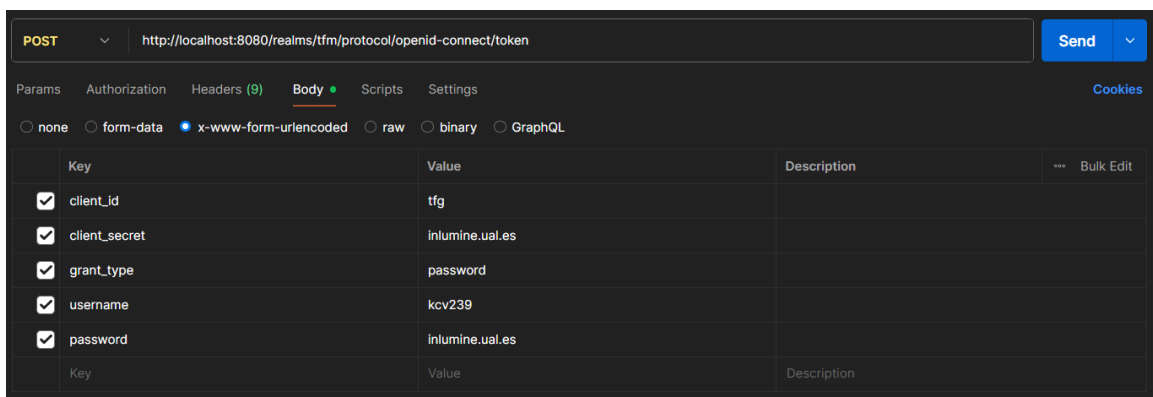 POST http://localhost:8080/realms/tfm/protocol/openid-connect/token Send
Params Authorization Headers (9) Body Scripts Settings Cookies
none form-data x-www-form-urlencoded raw binary GraphQL
Key Value Description Bulk Edit
client_id tfg
client_secret inlumine.ual.es
grant_type password
username kcv239
password inlumine.ual.es
Key Value Description